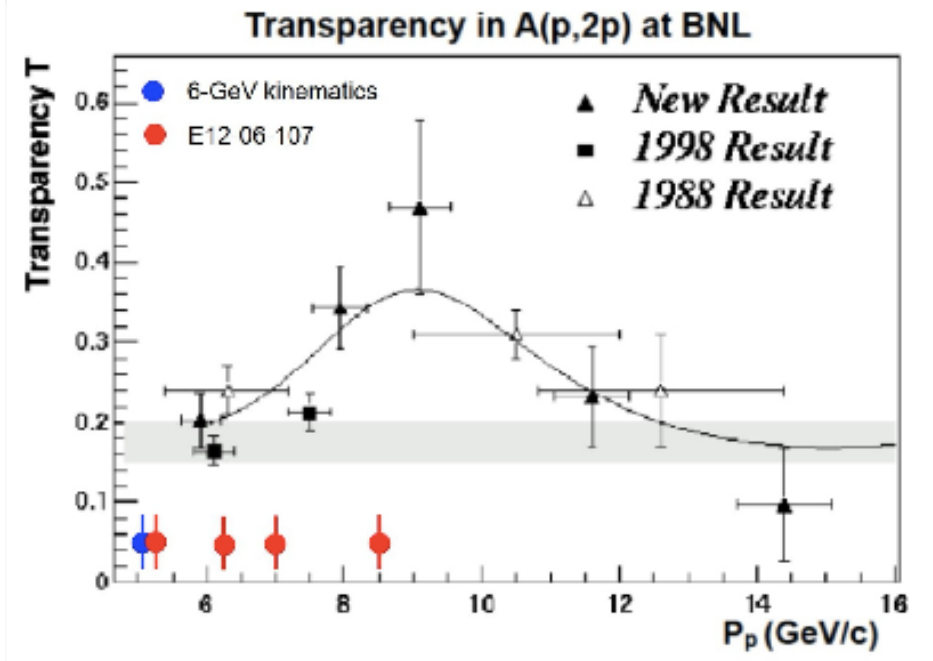 Transparency in A(p,2p) at BNL
Transparency T
0.6
0.5
0.4
0.3
0.2
0.1
0
6-GeV kinematics
E12 06 107
New Result
1998 Result
1988 Result
6
8
10
12
14
16
Pp (GeV/c)